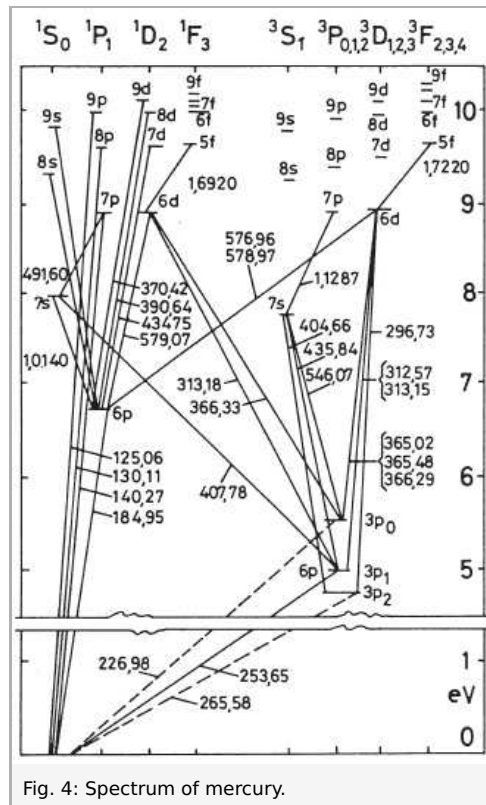 ¹S₀ ¹P₁ ¹D₂ ¹F₃ ³S₁ ³P₀,₁,₂ ³D₁,₂,₃ ³F₂,₃,₄
9s 9p 9d 9f 9s 9p 9d 9f
8d 7f 6f 8d 7f 6f 10
8s 8p 7d 5f 8s 8p 7d 5f
1,6920 1,7220
7p 6d 7p 6d 9
576,96
578,97
491,60 370,42 1,1287
7s 390,64 7s 404,66 296,73 8
43475 435,84
1,0140 579,07 546,07
313,18 312,57
366,33 313,15 7
6p
125,06 365,02
130,11 407,78 365,48
140,27 366,29 6
184,95
3p₀
6p 3p₁ 5
3p₂
226,98 253,65 1
265,58 eV
0
Fig. 4: Spectrum of mercury.